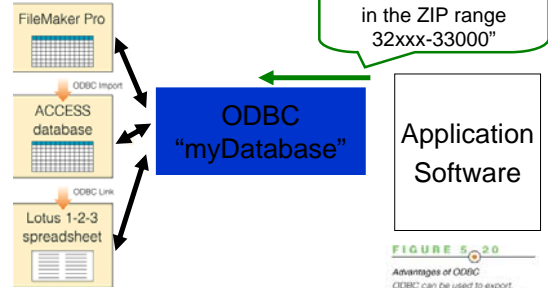 FileMaker Pro
ODBC Import
ACCESS
database
ODBC Link
Lotus 1-2-3
spreadsheet
ODBC
“myDatabase”
in the ZIP range
32xxx-33000”
Application
Software
FIGURE 5 20
Advantages of ODBC
ODBC can be used to export,